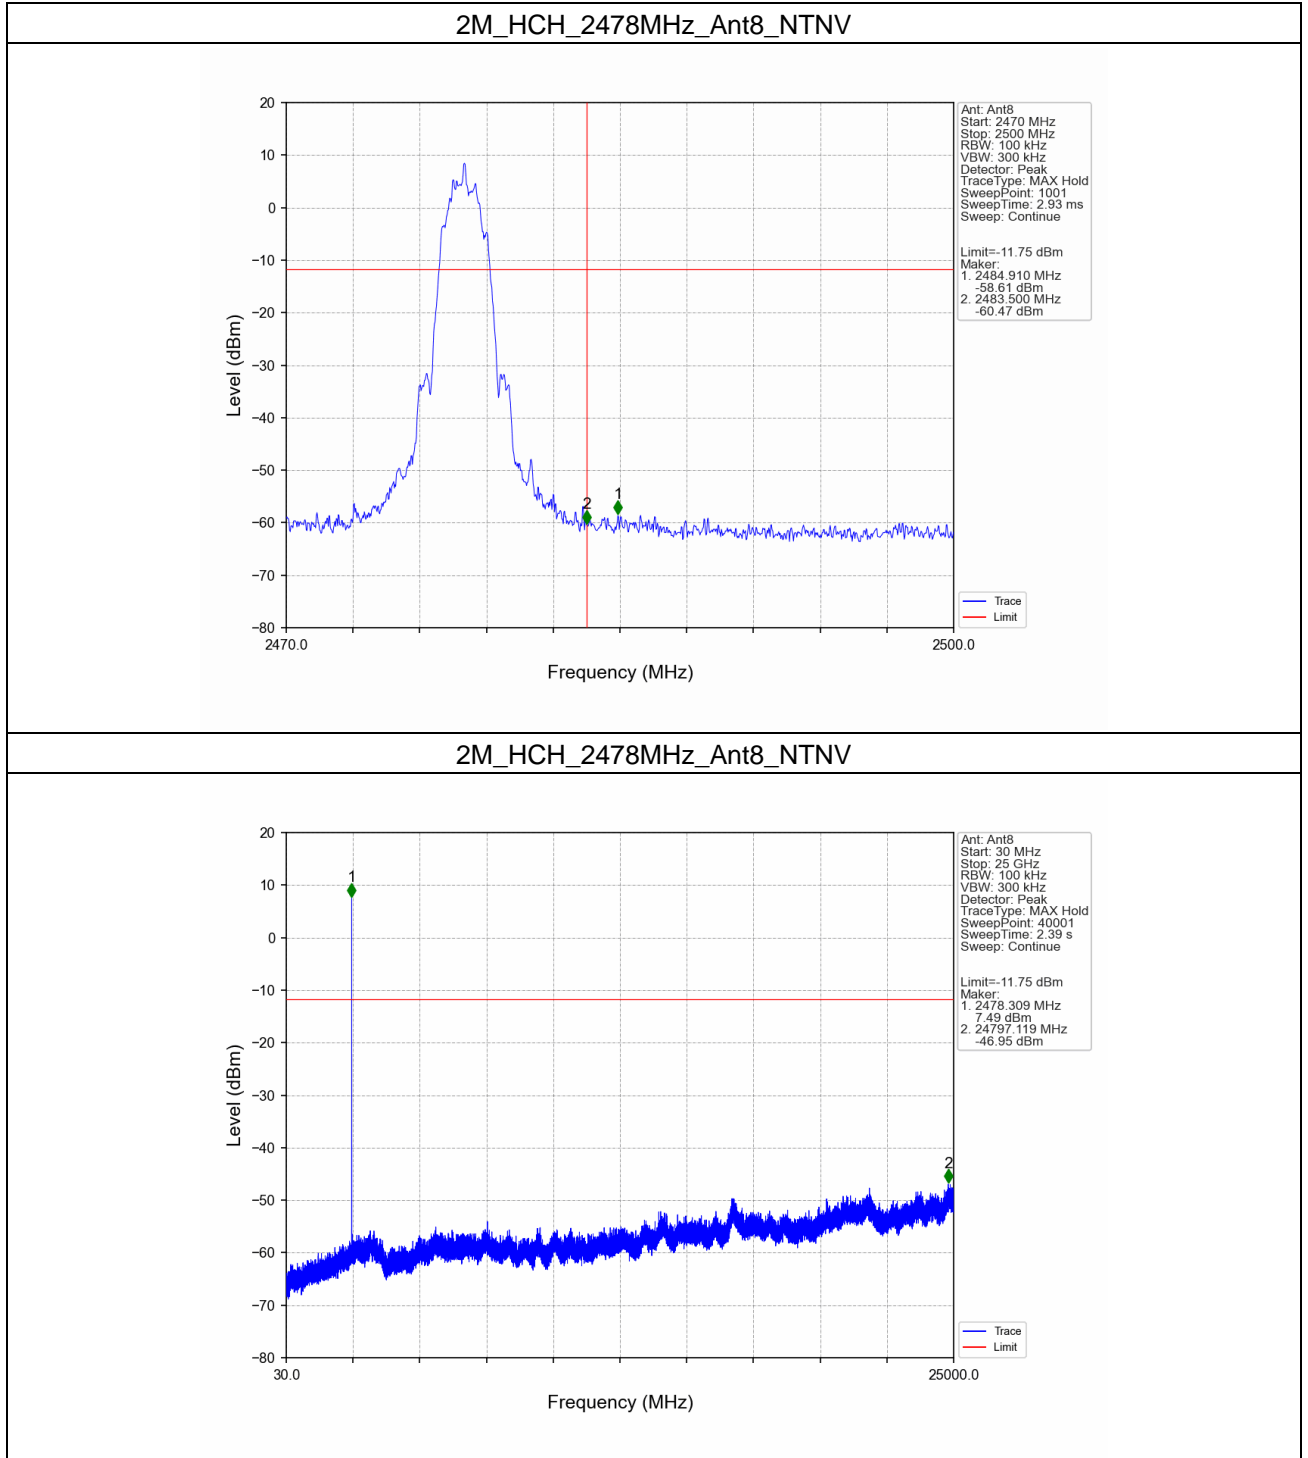 2M_HCH_2478MHz_Ant8_NTNV
20
10
0
−10
−20
−30
−40
−50
−60
−70
−80
Level (dBm)
2470.0
2500.0
Frequency (MHz)
2
1
Ant: Ant8
Start: 2470 MHz
Stop: 2500 MHz
RBW: 100 kHz
VBW: 300 kHz
Detector: Peak
TraceType: MAX Hold
SweepPoint: 1001
SweepTime: 2.93 ms
Sweep: Continue
Limit=-11.75 dBm
Maker:
1. 2484.910 MHz
-58.61 dBm
2. 2483.500 MHz
-60.47 dBm
Trace
Limit
2M_HCH_2478MHz_Ant8_NTNV
20
10
0
−10
−20
−30
−40
−50
−60
−70
−80
Level (dBm)
30.0
25000.0
Frequency (MHz)
1
2
Ant: Ant8
Start: 30 MHz
Stop: 25 GHz
RBW: 100 kHz
VBW: 300 kHz
Detector: Peak
TraceType: MAX Hold
SweepPoint: 40001
SweepTime: 2.39 s
Sweep: Continue
Limit=-11.75 dBm
Maker:
1. 2478.309 MHz
7.49 dBm
2. 24797.119 MHz
-46.95 dBm
Trace
Limit